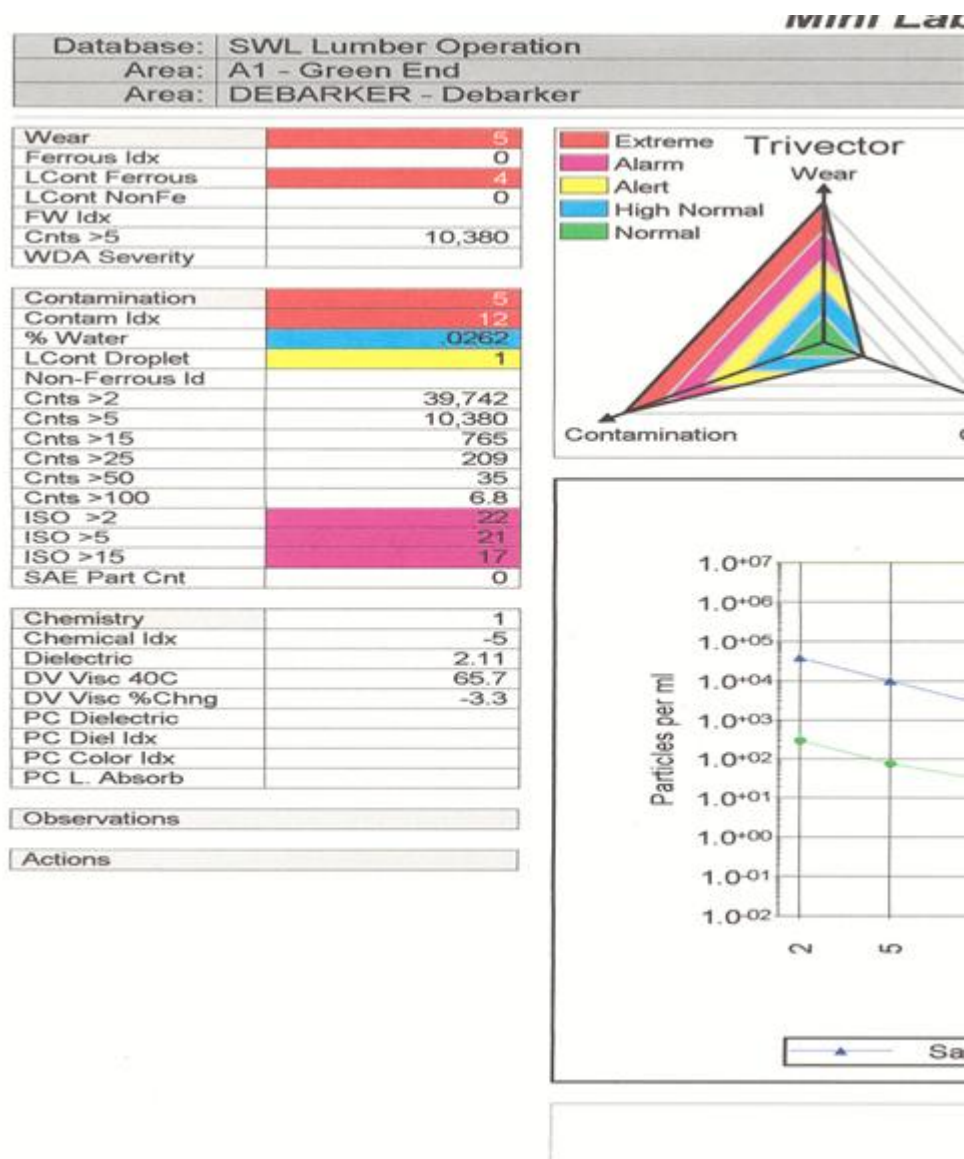 Mini Lab
Database: SWL Lumber Operation
Area: A1 - Green End
Area: DEBARKER - Debarker
Wear 5
Ferrous Idx 0
LCont Ferrous 4
LCont NonFe 0
FW Idx
Cnts >5 10,380
WDA Severity
Contamination 5
Contam Idx 12
% Water .0262
LCont Droplet 1
Non-Ferrous Id
Cnts >2 39,742
Cnts >5 10,380
Cnts >15 765
Cnts >25 209
Cnts >50 35
Cnts >100 6.8
ISO >2 22
ISO >5 21
ISO >15 17
SAE Part Cnt 0
Chemistry 1
Chemical Idx -5
Dielectric 2.11
DV Visc 40C 65.7
DV Visc %Chng -3.3
PC Dielectric
PC Diel Idx
PC Color Idx
PC L. Absorb
Observations
Actions
Extreme
Alarm
Alert
High Normal
Normal
Trivector
Wear
Contamination
Particles per ml
1.0+07
1.0+06
1.0+05
1.0+04
1.0+03
1.0+02
1.0+01
1.0+00
1.0-01
1.0-02
2 5
Sa